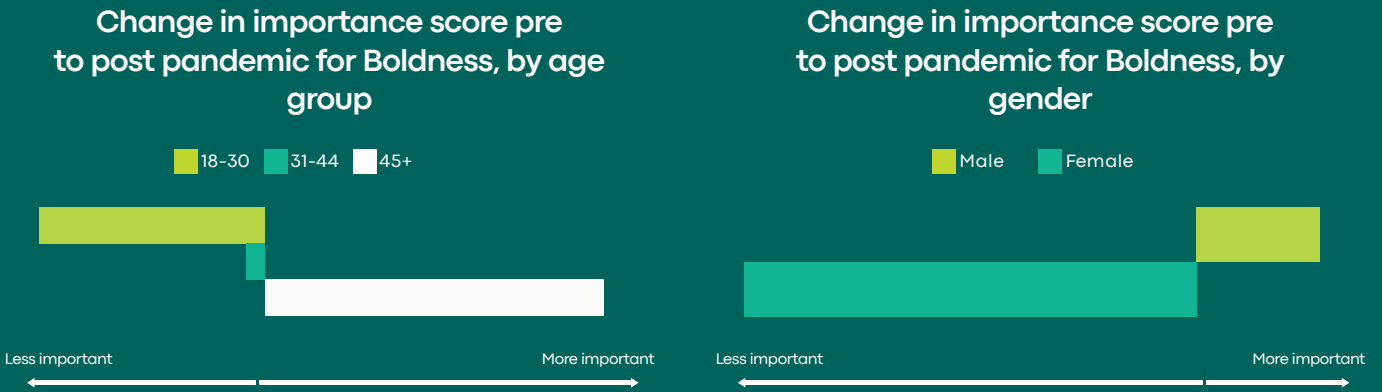 Change in importance score pre
to post pandemic for Boldness, by age
group
18-30 31-44 45+
Less important More important
Change in importance score pre
to post pandemic for Boldness, by
gender
Male Female
Less important More important